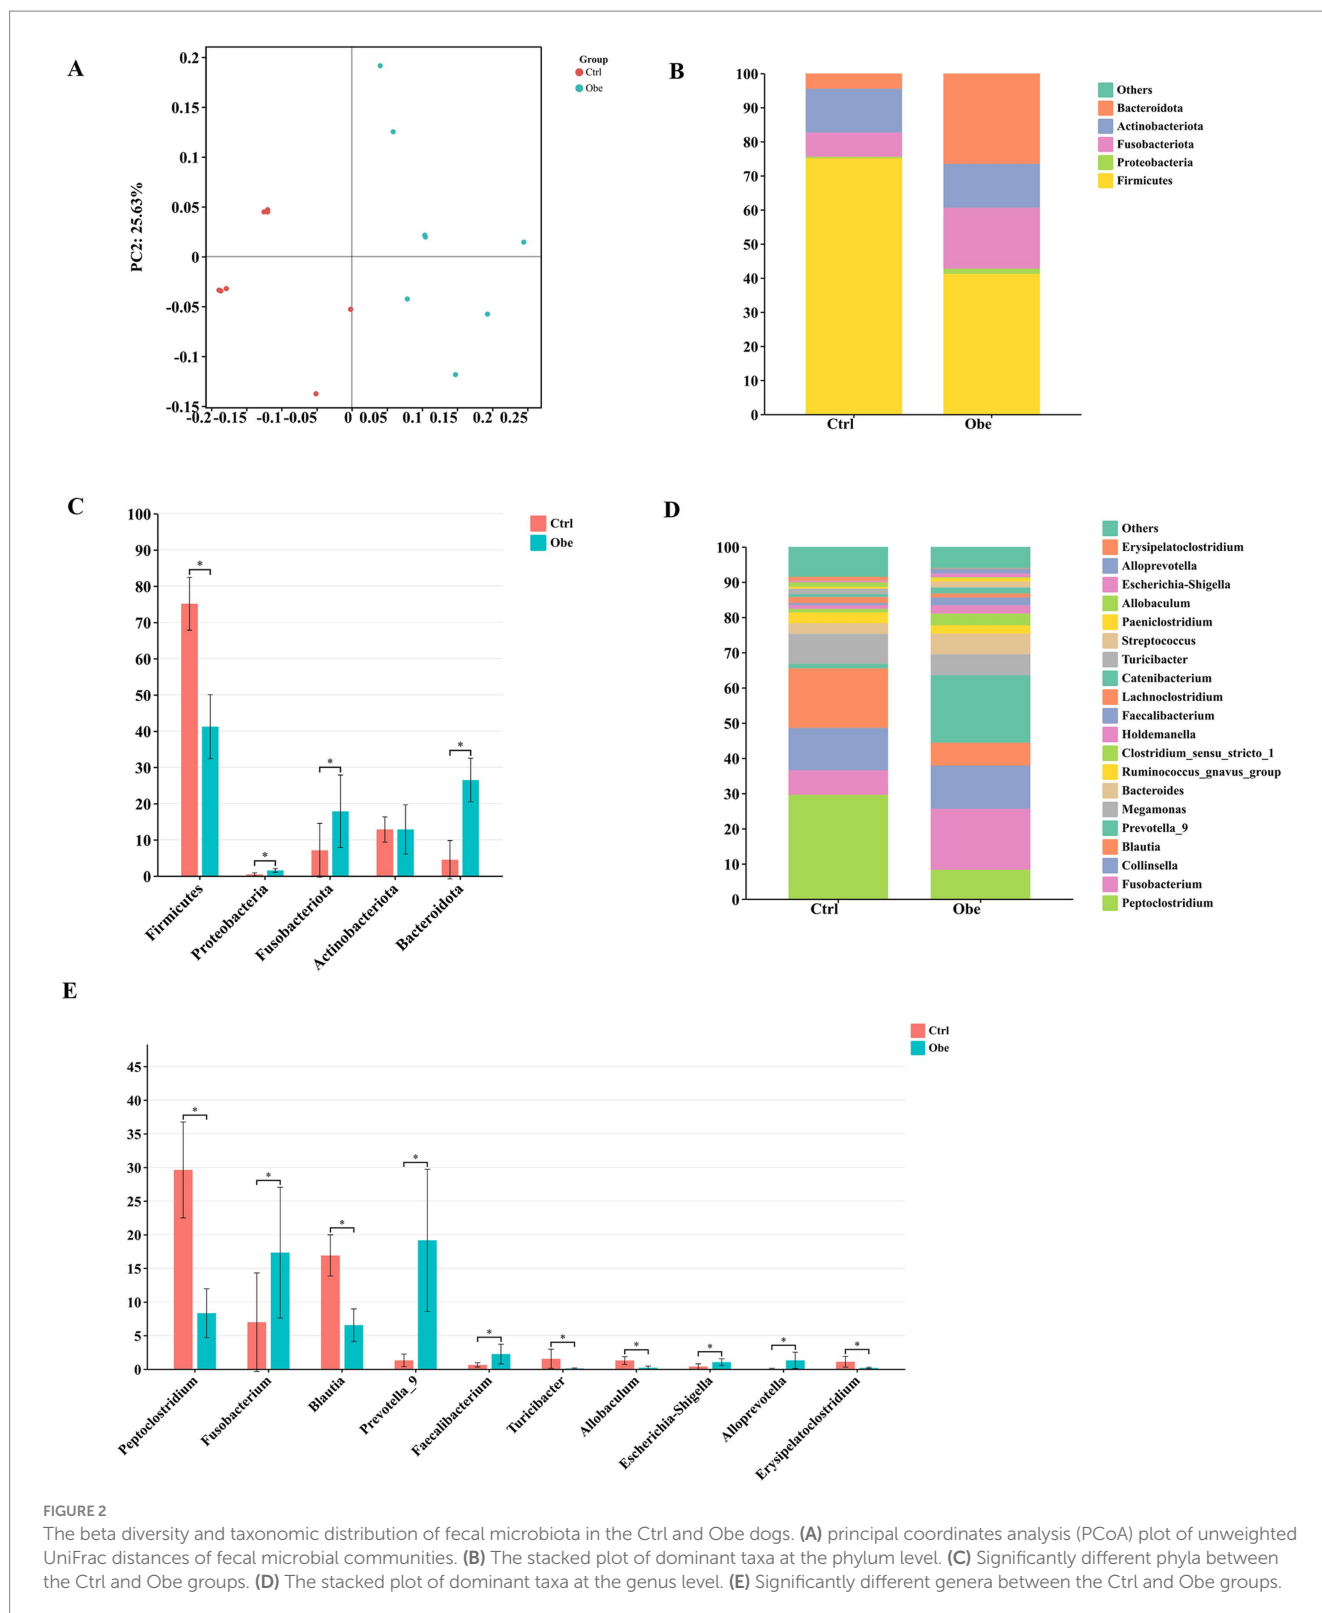 A
Group
Ctrl
Obe
0.2
0.15
0.1
0.05
0
-0.05
-0.1
-0.15
PC2: 25.63%
-0.2 -0.15 -0.1 -0.05 0 0.05 0.1 0.15 0.2 0.25
B
100
90
80
70
60
50
40
30
20
10
0
Ctrl Obe
Others
Bacteroidota
Actinobacteriota
Fusobacteriota
Proteobacteria
Firmicutes
C
100
90
80
70
60
50
40
30
20
10
0
* * * *
Firmicutes
Proteobacteria
Fusobacteriota
Actinobacteriota
Bacteroidota
Ctrl
Obe
D
100
90
80
70
60
50
40
30
20
10
0
Ctrl Obe
Others
Erysipelatoclostridium
Alloprevotella
Escherichia-Shigella
Allobaculum
Paeniclostridium
Streptococcus
Turicibacter
Catenibacterium
Lachnoclostridium
Faecalibacterium
Holdemanella
Clostridium_sensu_stricto_1
Ruminococcus_gnavus_group
Bacteroides
Megamonas
Prevotella_9
Blautia
Collinsella
Fusobacterium
Peptoclostridium
E
Ctrl
Obe
45
40
35
30
25
20
15
10
5
0
* * * * * * * * * *
Peptoclostridium
Fusobacterium
Blautia
Prevotella_9
Faecalibacterium
Turicibacter
Allobaculum
Escherichia-Shigella
Alloprevotella
Erysipelatoclostridium
FIGURE 2
The beta diversity and taxonomic distribution of fecal microbiota in the Ctrl and Obe dogs. (A) principal coordinates analysis (PCoA) plot of unweighted
UniFrac distances of fecal microbial communities. (B) The stacked plot of dominant taxa at the phylum level. (C) Significantly different phyla between
the Ctrl and Obe groups. (D) The stacked plot of dominant taxa at the genus level. (E) Significantly different genera between the Ctrl and Obe groups.